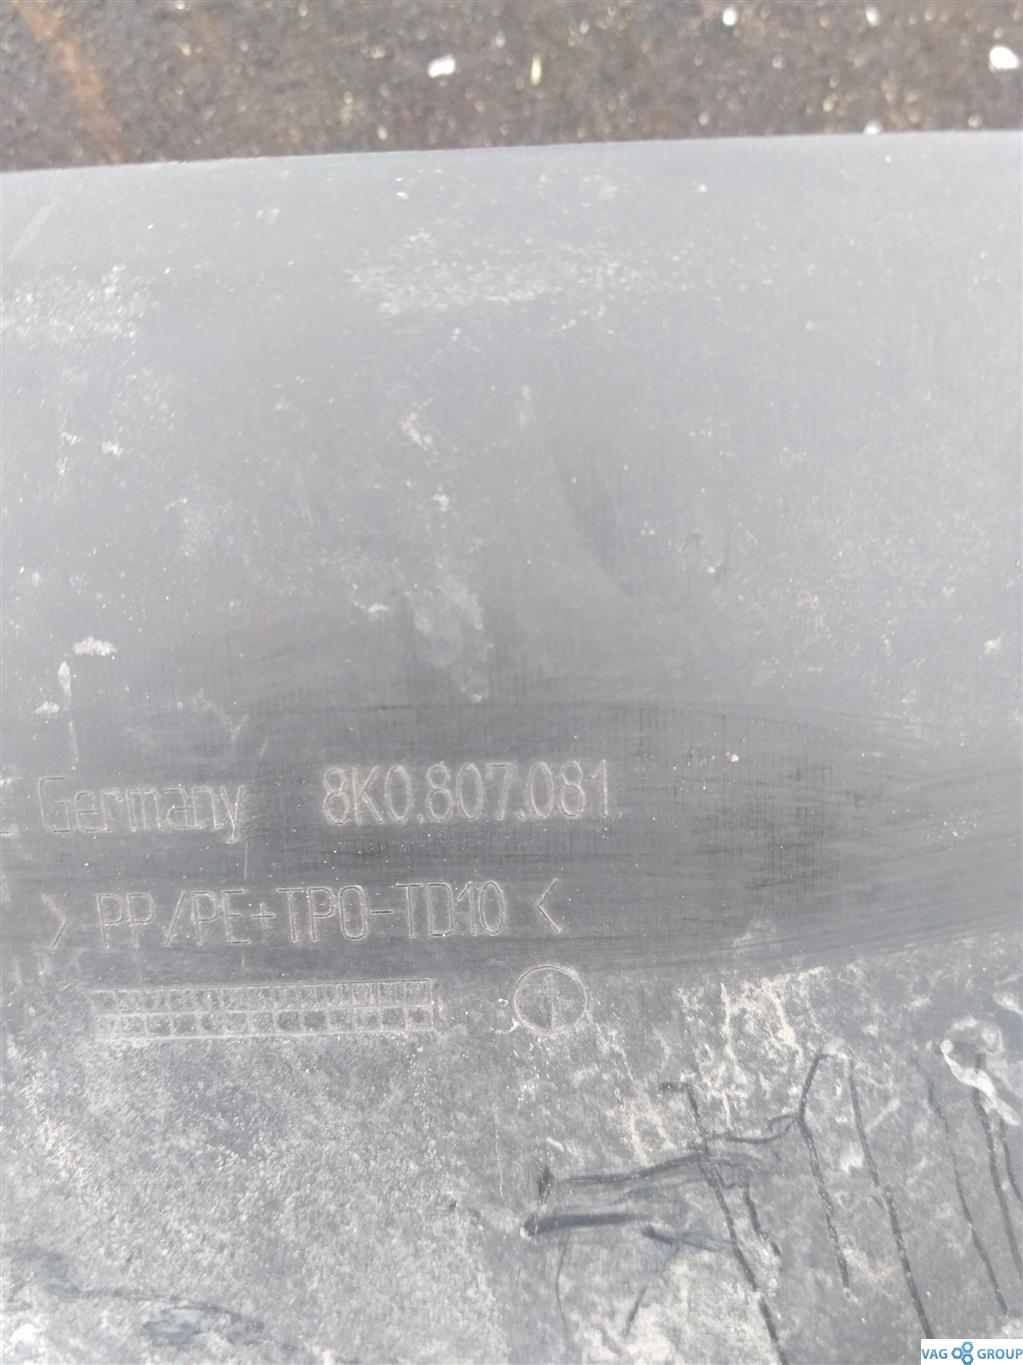 Germany 8K0.807.081
> PP/PE+TPO-TD10 <
VAG GROUP